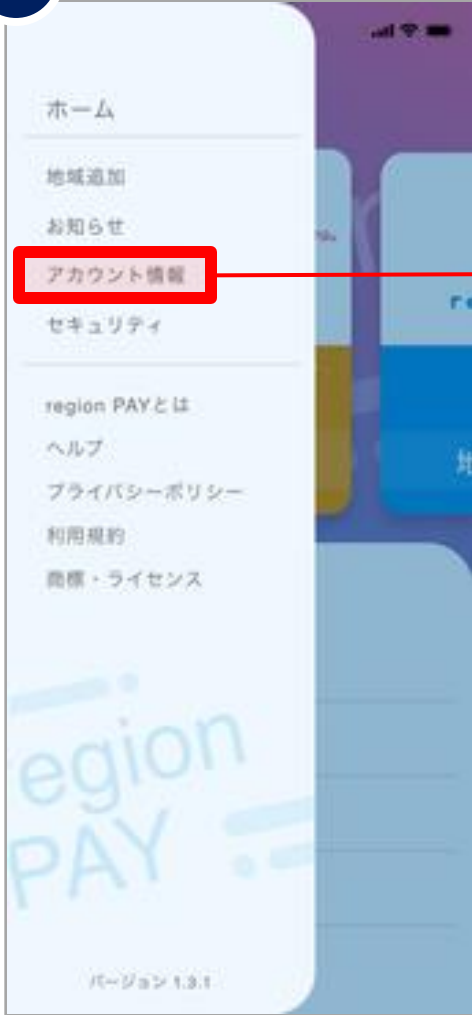 ホーム
地域追加
お知らせ
アカウント情報
セキュリティ
region PAYとは
ヘルプ
プライバシーポリシー
利用規約
商標・ライセンス
egion
PAY
バージョン 1.3.1
re
地